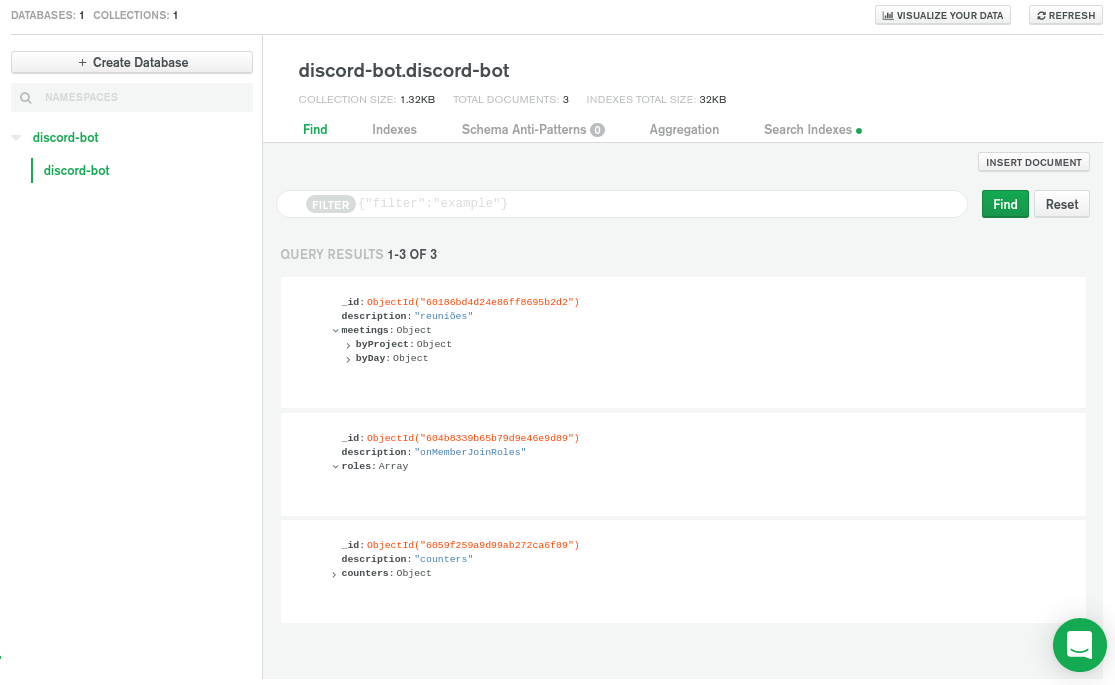 DATABASES: 1 COLLECTIONS: 1
VISUALIZE YOUR DATA
REFRESH
+ Create Database
NAMESPACES
discord-bot
discord-bot
discord-bot.discord-bot
COLLECTION SIZE: 1.32KB TOTAL DOCUMENTS: 3 INDEXES TOTAL SIZE: 32KB
Find Indexes Schema Anti-Patterns 0 Aggregation Search Indexes
INSERT DOCUMENT
FILTER {"filter":"example"}
Find
Reset
QUERY RESULTS 1-3 OF 3
_id: ObjectId("60186bd4d24e86ff8695b2d2")
description: "reuniões"
meetings: Object
byProject: Object
byDay: Object
_id: ObjectId("604b8339b65b79d9e46e9d89")
description: "onMemberJoinRoles"
roles: Array
_id: ObjectId("6059f259a9d99ab272ca6f09")
description: "counters"
counters: Object